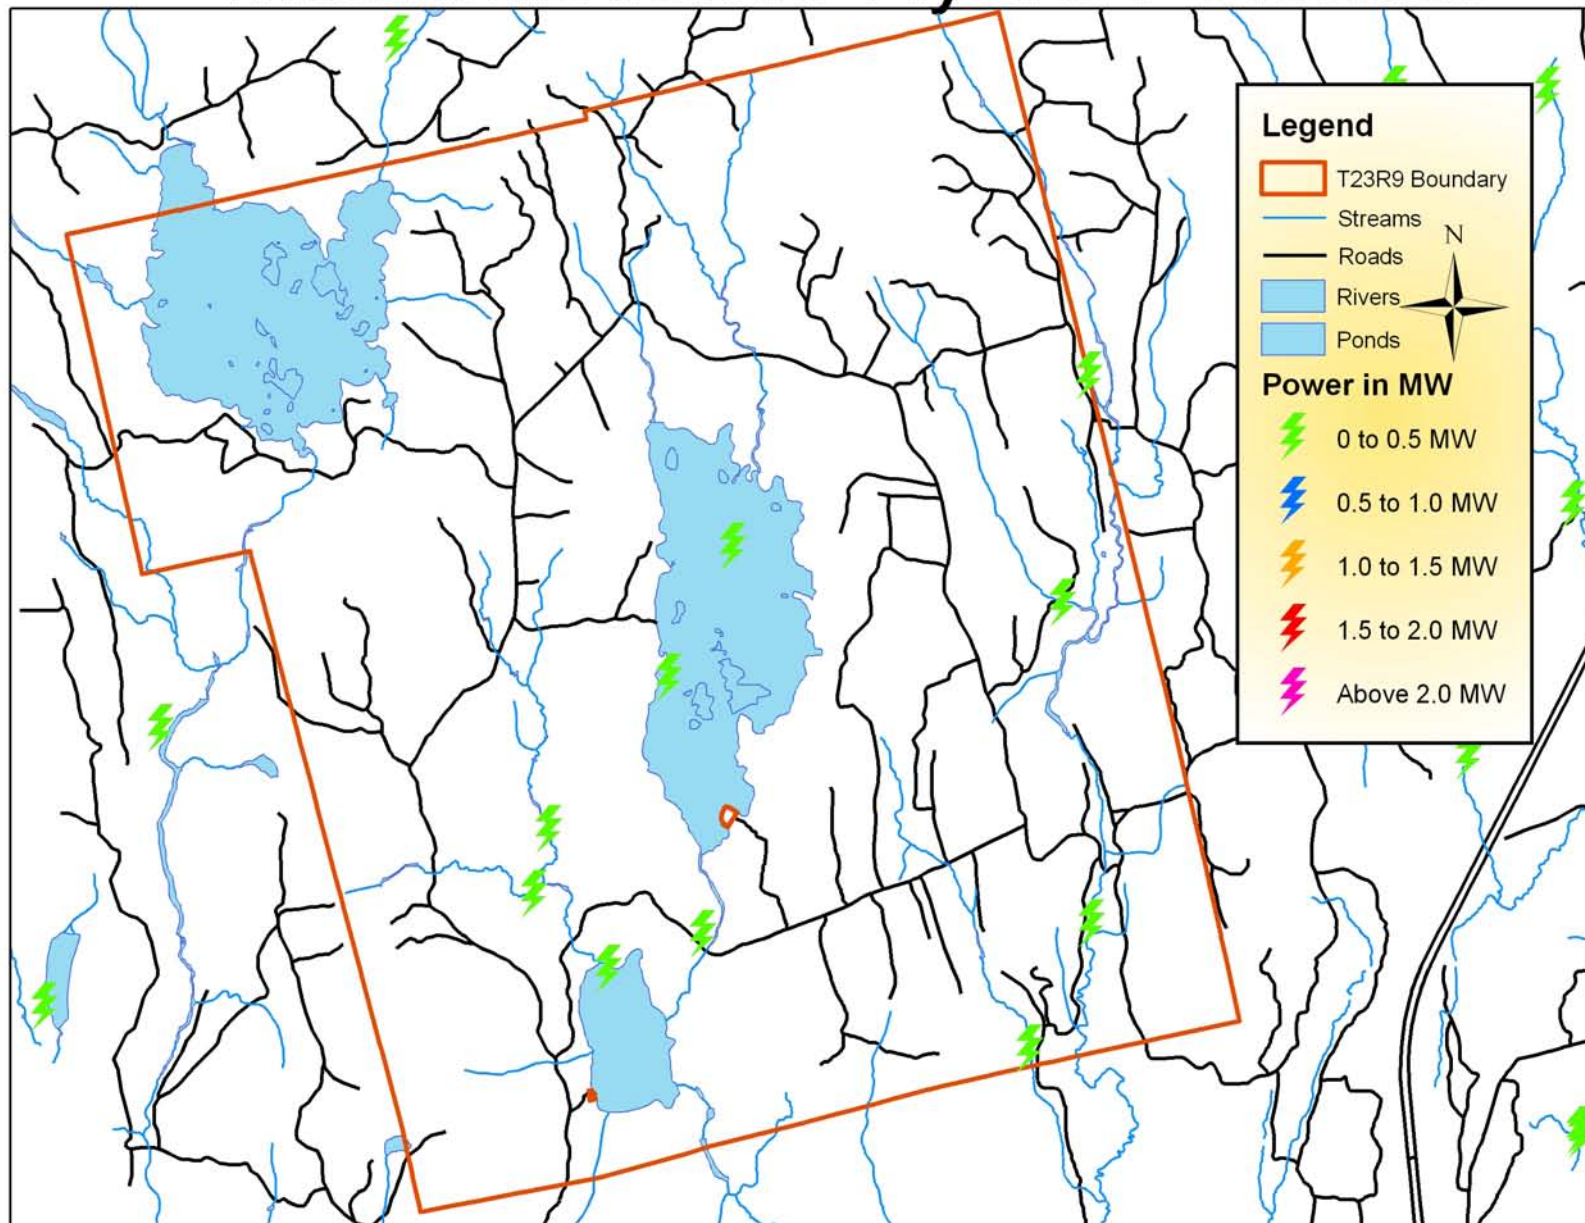 Legend
T23R9 Boundary
Streams
N
Roads
Rivers
Ponds
Power in MW
0 to 0.5 MW
0.5 to 1.0 MW
1.0 to 1.5 MW
1.5 to 2.0 MW
Above 2.0 MW